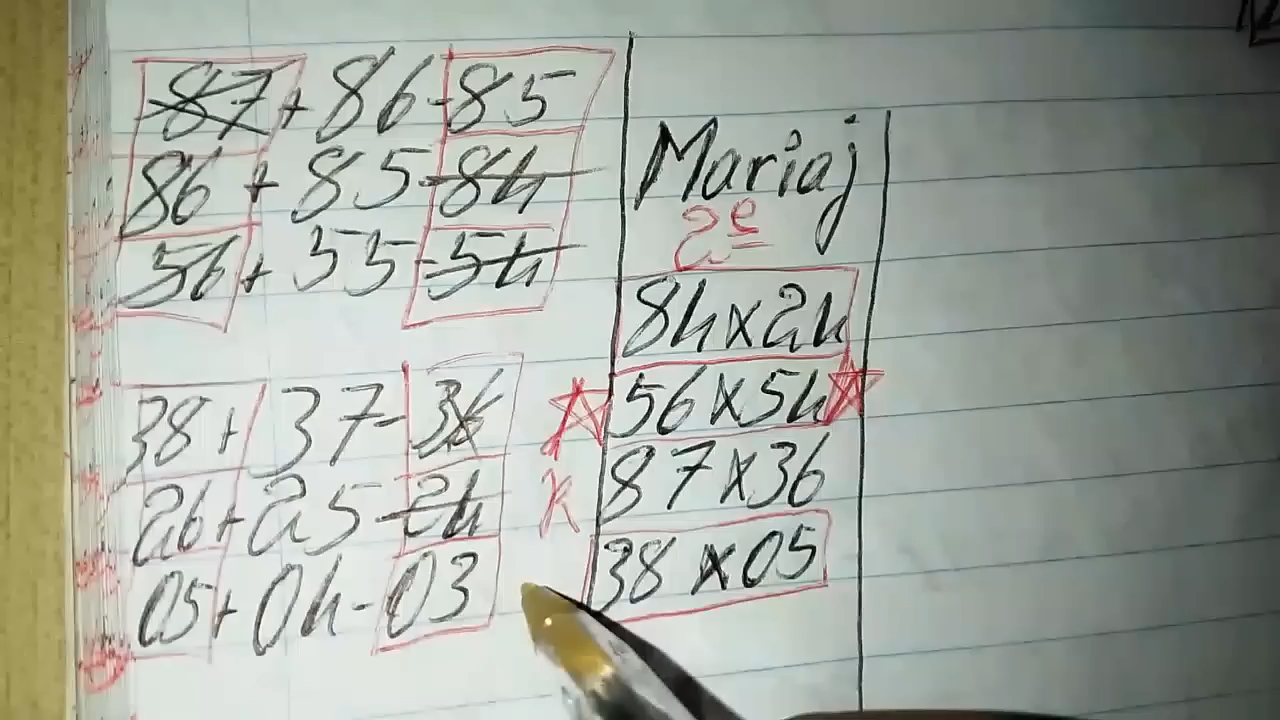 87+86-85
86+85-84
56+55-54
38+37-36
26+25-24
05+04-03
Mariaj
2e
84x24
56x54
87x36
X
38x05